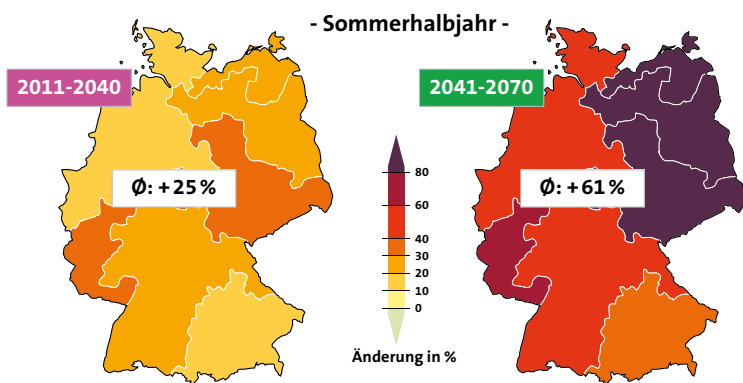 - Sommerhalbjahr -
2011-2040
2041-2070
Ø: +25 %
Ø: +61 %
80
60
40
30
20
10
0
Änderung in %